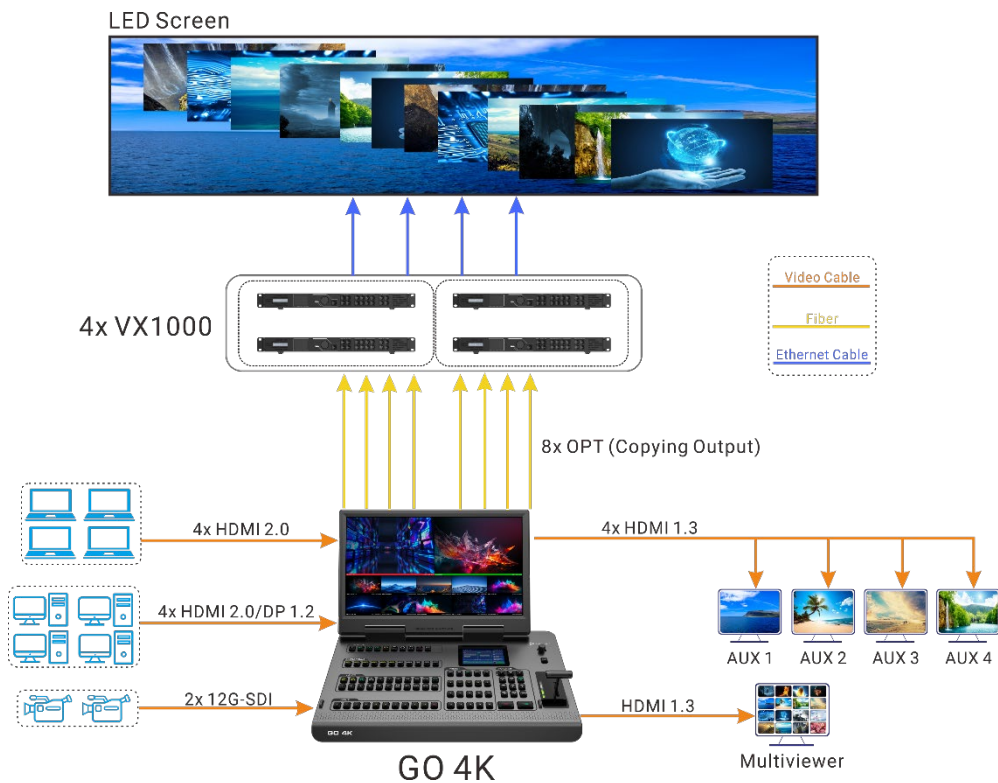 LED Screen
Video Cable
Fiber
Ethernet Cable
4x VX1000
8x OPT (Copying Output)
4x HDMI 2.0
4x HDMI 1.3
4x HDMI 2.0/DP 1.2
AUX 1
AUX 2
AUX 3
AUX 4
2x 12G-SDI
HDMI 1.3
GO 4K
Multiviewer
GO 4K